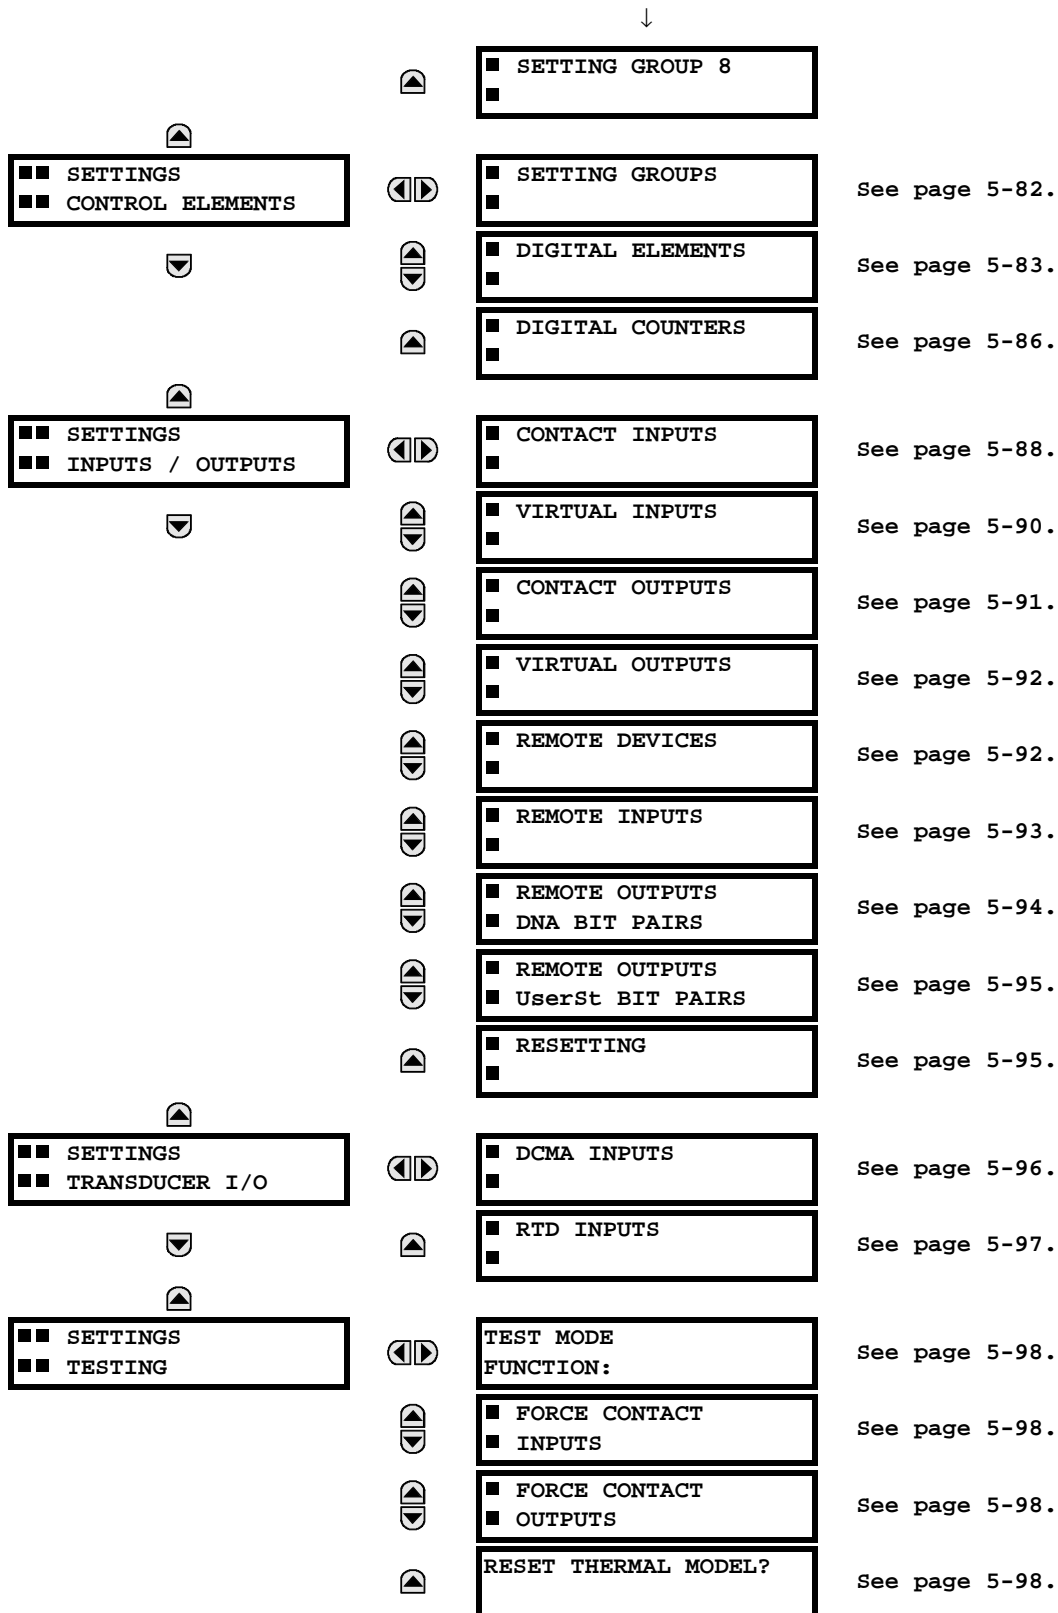 ↓
■ SETTING GROUP 8
■
■■ SETTINGS
■■ CONTROL ELEMENTS
■ SETTING GROUPS
■
See page 5-82.
■ DIGITAL ELEMENTS
■
See page 5-83.
■ DIGITAL COUNTERS
■
See page 5-86.
■■ SETTINGS
■■ INPUTS / OUTPUTS
■ CONTACT INPUTS
■
See page 5-88.
■ VIRTUAL INPUTS
■
See page 5-90.
■ CONTACT OUTPUTS
■
See page 5-91.
■ VIRTUAL OUTPUTS
■
See page 5-92.
■ REMOTE DEVICES
■
See page 5-92.
■ REMOTE INPUTS
■
See page 5-93.
■ REMOTE OUTPUTS
■ DNA BIT PAIRS
See page 5-94.
■ REMOTE OUTPUTS
■ UserSt BIT PAIRS
See page 5-95.
■ RESETTING
■
See page 5-95.
■■ SETTINGS
■■ TRANSDUCER I/O
■ DCMA INPUTS
■
See page 5-96.
■ RTD INPUTS
■
See page 5-97.
■■ SETTINGS
■■ TESTING
TEST MODE
FUNCTION:
See page 5-98.
■ FORCE CONTACT
■ INPUTS
See page 5-98.
■ FORCE CONTACT
■ OUTPUTS
See page 5-98.
RESET THERMAL MODEL?
See page 5-98.